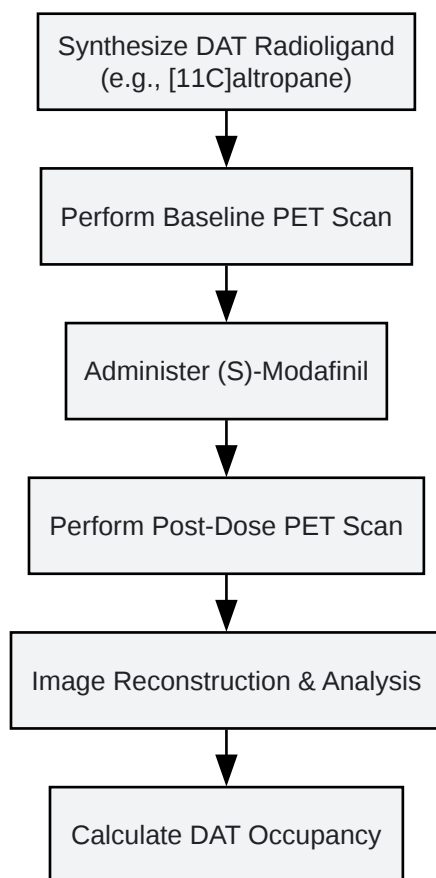 Synthesize DAT Radioligand
(e.g., [11C]altropane)
Perform Baseline PET Scan
Administer (S)-Modafinil
Perform Post-Dose PET Scan
Image Reconstruction & Analysis
Calculate DAT Occupancy